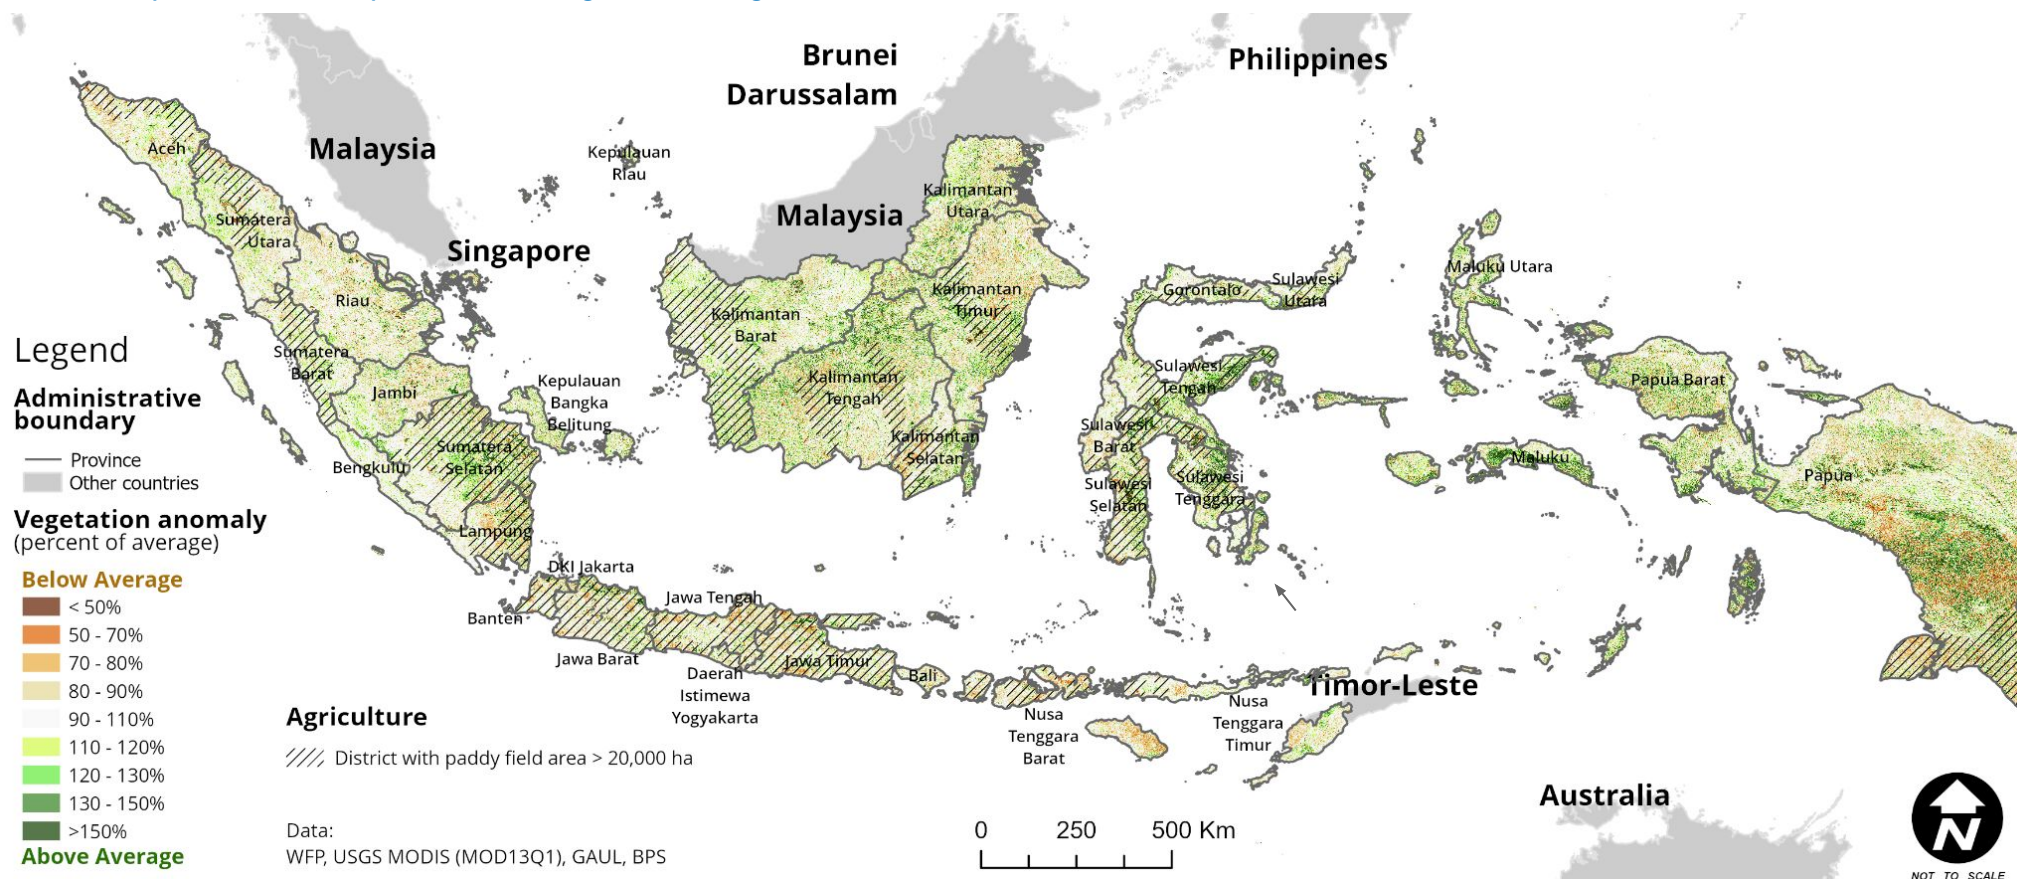 Brunei
Darussalam
Philippines
Malaysia
Kepulauan
Riau
Aceh
Malaysia
Kalimantan
Utara
Singapore
Sumatera
Utara
Riau
Kalimantan
Timur
Kalimantan
Barat
Gorontalo
Sulawesi
Utara
Maluku Utara
Sumatera
Barat
Jambi
Kepulauan
Bangka
Belitung
Kalimantan
Tengah
Sulawesi
Tengah
Papua Barat
Sulawesi
Barat
Kalimantan
Selatan
Sumatera
Selatan
Bengkulu
Sulawesi
Selatan
Sulawesi
Tenggara
Maluku
Papua
Lampung
DKI Jakarta
Banten
Jawa Tengah
Jawa Barat
Daerah
Istimewa
Yogyakarta
Jawa Timur
Bali
Nusa
Tenggara
Barat
Nusa
Tenggara
Timur
Timor-Leste
Australia
Legend
Administrative
boundary
Province
Other countries
Vegetation anomaly
(percent of average)
Below Average
< 50%
50 - 70%
70 - 80%
80 - 90%
90 - 110%
110 - 120%
120 - 130%
130 - 150%
>150%
Above Average
Agriculture
District with paddy field area > 20,000 ha
Data:
WFP, USGS MODIS (MOD13Q1), GAUL, BPS
0 250 500 Km
N
NOT TO SCALE